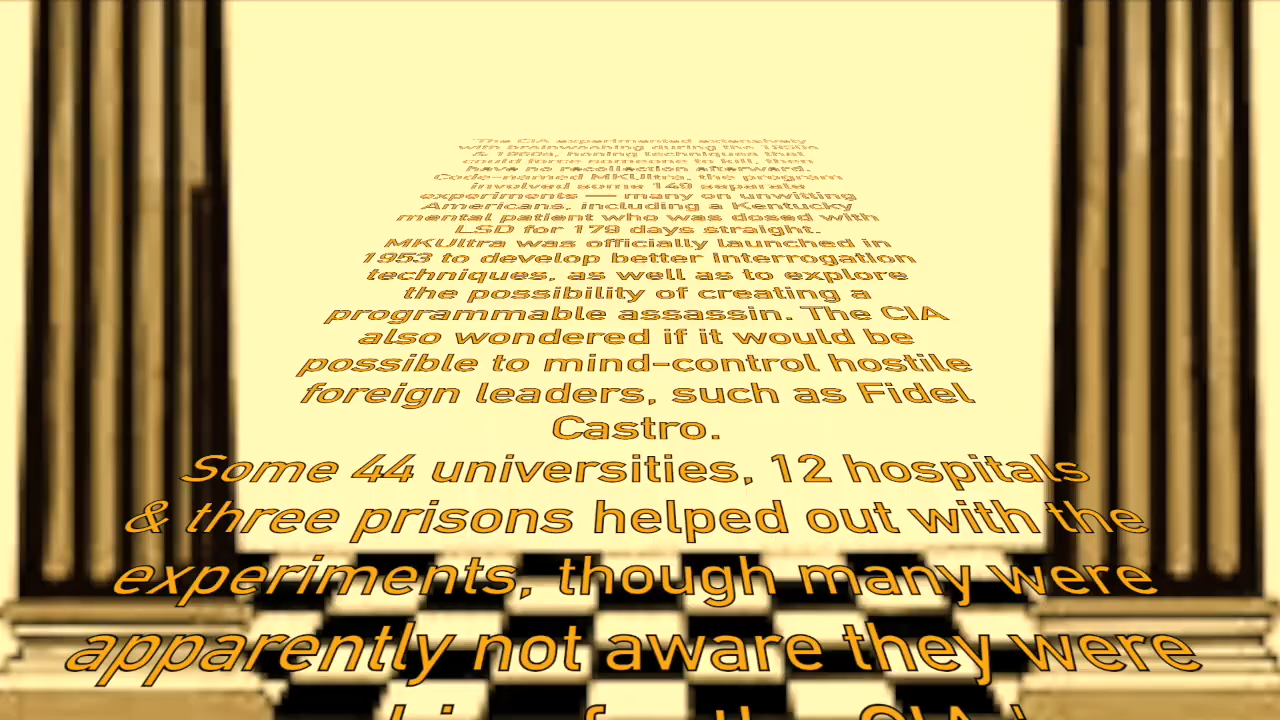 The CIA experimented extensively
with brainwashing during the 1950s
& 1960s, honing techniques that
could force someone to kill, then
have no recollection afterward.
Code-named MKUltra, the program
involved some 149 separate
experiments — many on unwitting
Americans, including a Kentucky
mental patient who was dosed with
LSD for 179 days straight.
MKUltra was officially launched in
1953 to develop better interrogation
techniques, as well as to explore
the possibility of creating a
programmable assassin. The CIA
also wondered if it would be
possible to mind-control hostile
foreign leaders, such as Fidel
Castro.
Some 44 universities, 12 hospitals
& three prisons helped out with the
experiments, though many were
apparently not aware they were